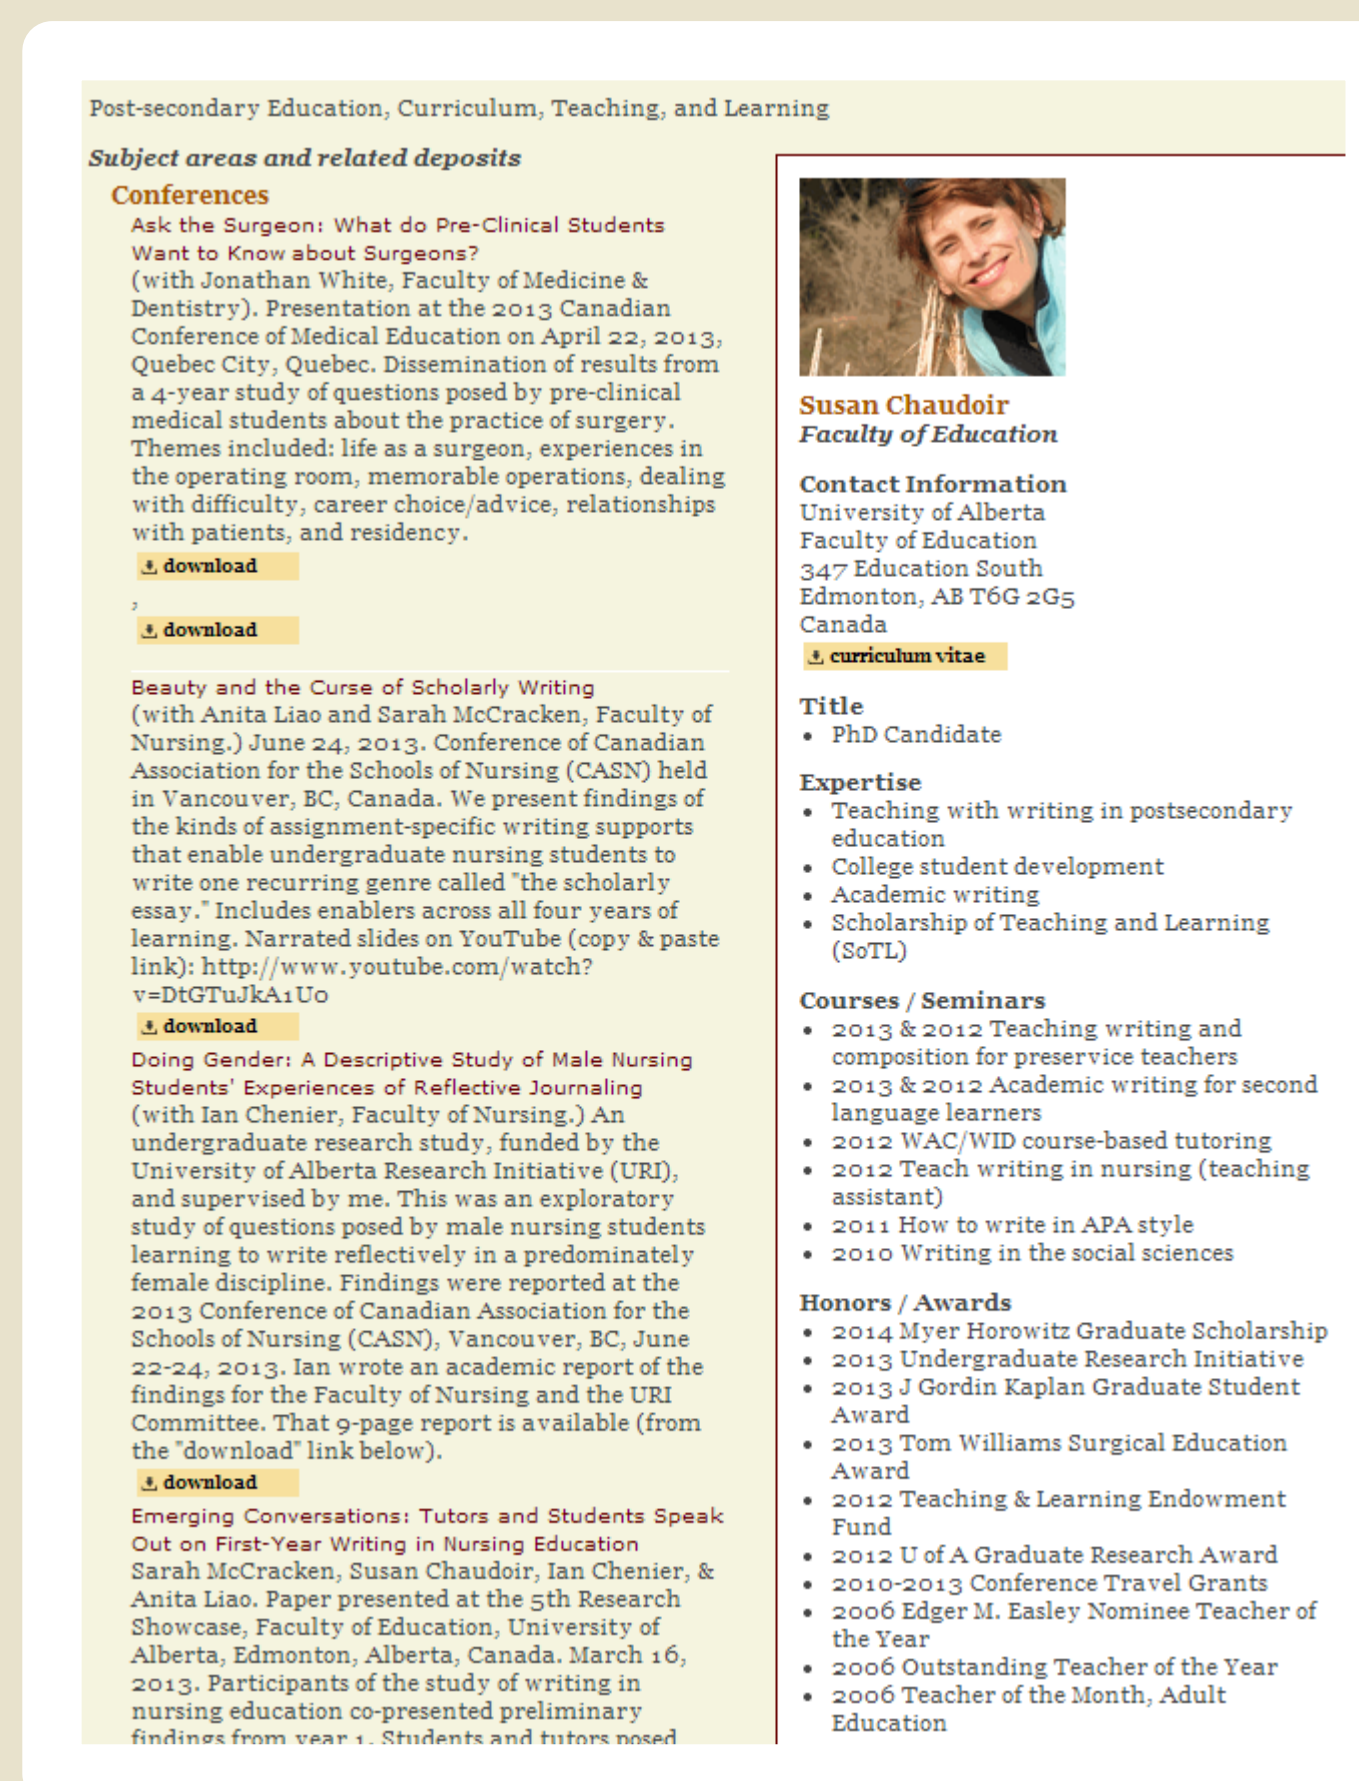 Post-secondary Education, Curriculum, Teaching, and Learning
Subject areas and related deposits
Conferences
Ask the Surgeon: What do Pre-Clinical Students
Want to Know about Surgeons?
(with Jonathan White, Faculty of Medicine &
Dentistry). Presentation at the 2013 Canadian
Conference of Medical Education on April 22, 2013,
Quebec City, Quebec. Dissemination of results from
a 4-year study of questions posed by pre-clinical
medical students about the practice of surgery.
Themes included: life as a surgeon, experiences in
the operating room, memorable operations, dealing
with difficulty, career choice/advice, relationships
with patients, and residency.
download
,
download
Beauty and the Curse of Scholarly Writing
(with Anita Liao and Sarah McCracken, Faculty of
Nursing.) June 24, 2013. Conference of Canadian
Association for the Schools of Nursing (CASN) held
in Vancouver, BC, Canada. We present findings of
the kinds of assignment-specific writing supports
that enable undergraduate nursing students to
write one recurring genre called "the scholarly
essay." Includes enablers across all four years of
learning. Narrated slides on YouTube (copy & paste
link): http://www.youtube.com/watch?
v=DtGTuJkA1U0
download
Doing Gender: A Descriptive Study of Male Nursing
Students' Experiences of Reflective Journaling
(with Ian Chenier, Faculty of Nursing.) An
undergraduate research study, funded by the
University of Alberta Research Initiative (URI),
and supervised by me. This was an exploratory
study of questions posed by male nursing students
learning to write reflectively in a predominately
female discipline. Findings were reported at the
2013 Conference of Canadian Association for the
Schools of Nursing (CASN), Vancouver, BC, June
22-24, 2013. Ian wrote an academic report of the
findings for the Faculty of Nursing and the URI
Committee. That 9-page report is available (from
the "download" link below).
download
Emerging Conversations: Tutors and Students Speak
Out on First-Year Writing in Nursing Education
Sarah McCracken, Susan Chaudoir, Ian Chenier, &
Anita Liao. Paper presented at the 5th Research
Showcase, Faculty of Education, University of
Alberta, Edmonton, Alberta, Canada. March 16,
2013. Participants of the study of writing in
nursing education co-presented preliminary
findings from year 1. Students and tutors posed
Susan Chaudoir
Faculty of Education
Contact Information
University of Alberta
Faculty of Education
347 Education South
Edmonton, AB T6G 2G5
Canada
curriculum vitae
Title
• PhD Candidate
Expertise
• Teaching with writing in postsecondary
education
• College student development
• Academic writing
• Scholarship of Teaching and Learning
(SoTL)
Courses / Seminars
• 2013 & 2012 Teaching writing and
composition for preservice teachers
• 2013 & 2012 Academic writing for second
language learners
• 2012 WAC/WID course-based tutoring
• 2012 Teach writing in nursing (teaching
assistant)
• 2011 How to write in APA style
• 2010 Writing in the social sciences
Honors / Awards
• 2014 Myer Horowitz Graduate Scholarship
• 2013 Undergraduate Research Initiative
• 2013 J Gordin Kaplan Graduate Student
Award
• 2013 Tom Williams Surgical Education
Award
• 2012 Teaching & Learning Endowment
Fund
• 2012 U of A Graduate Research Award
• 2010-2013 Conference Travel Grants
• 2006 Edger M. Easley Nominee Teacher of
the Year
• 2006 Outstanding Teacher of the Year
• 2006 Teacher of the Month, Adult
Education